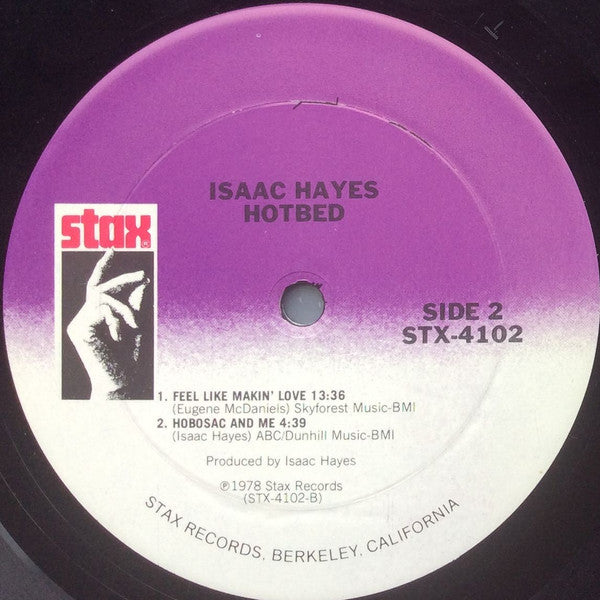 ISAAC HAYES
HOTBED
stax®
SIDE 2
STX-4102
1. FEEL LIKE MAKIN' LOVE 13:36
(Eugene McDaniels) Skyforest Music-BMI
2. HOBOSAC AND ME 4:39
(Isaac Hayes) ABC/Dunhill Music-BMI
Produced by Isaac Hayes
℗1978 Stax Records
(STX-4102-B)
STAX RECORDS, BERKELEY, CALIFORNIA